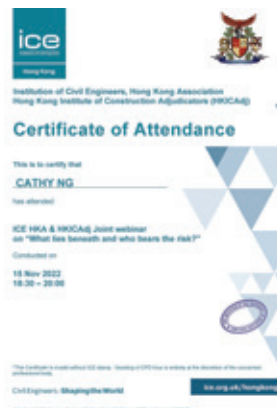 ice
Hong Kong
Institution of Civil Engineers, Hong Kong Association
Hong Kong Institute of Construction Adjudicators (HKICAdj)
Certificate of Attendance
This is to certify that
CATHY NG
has attended
ICE HKA & HKICAdj Joint webinar
on "What lies beneath and who bears the risk?"
Conducted on
15 Nov 2022
18:30 – 20:00
Civil Engineers: Shaping the World
ice.org.uk/hongkong